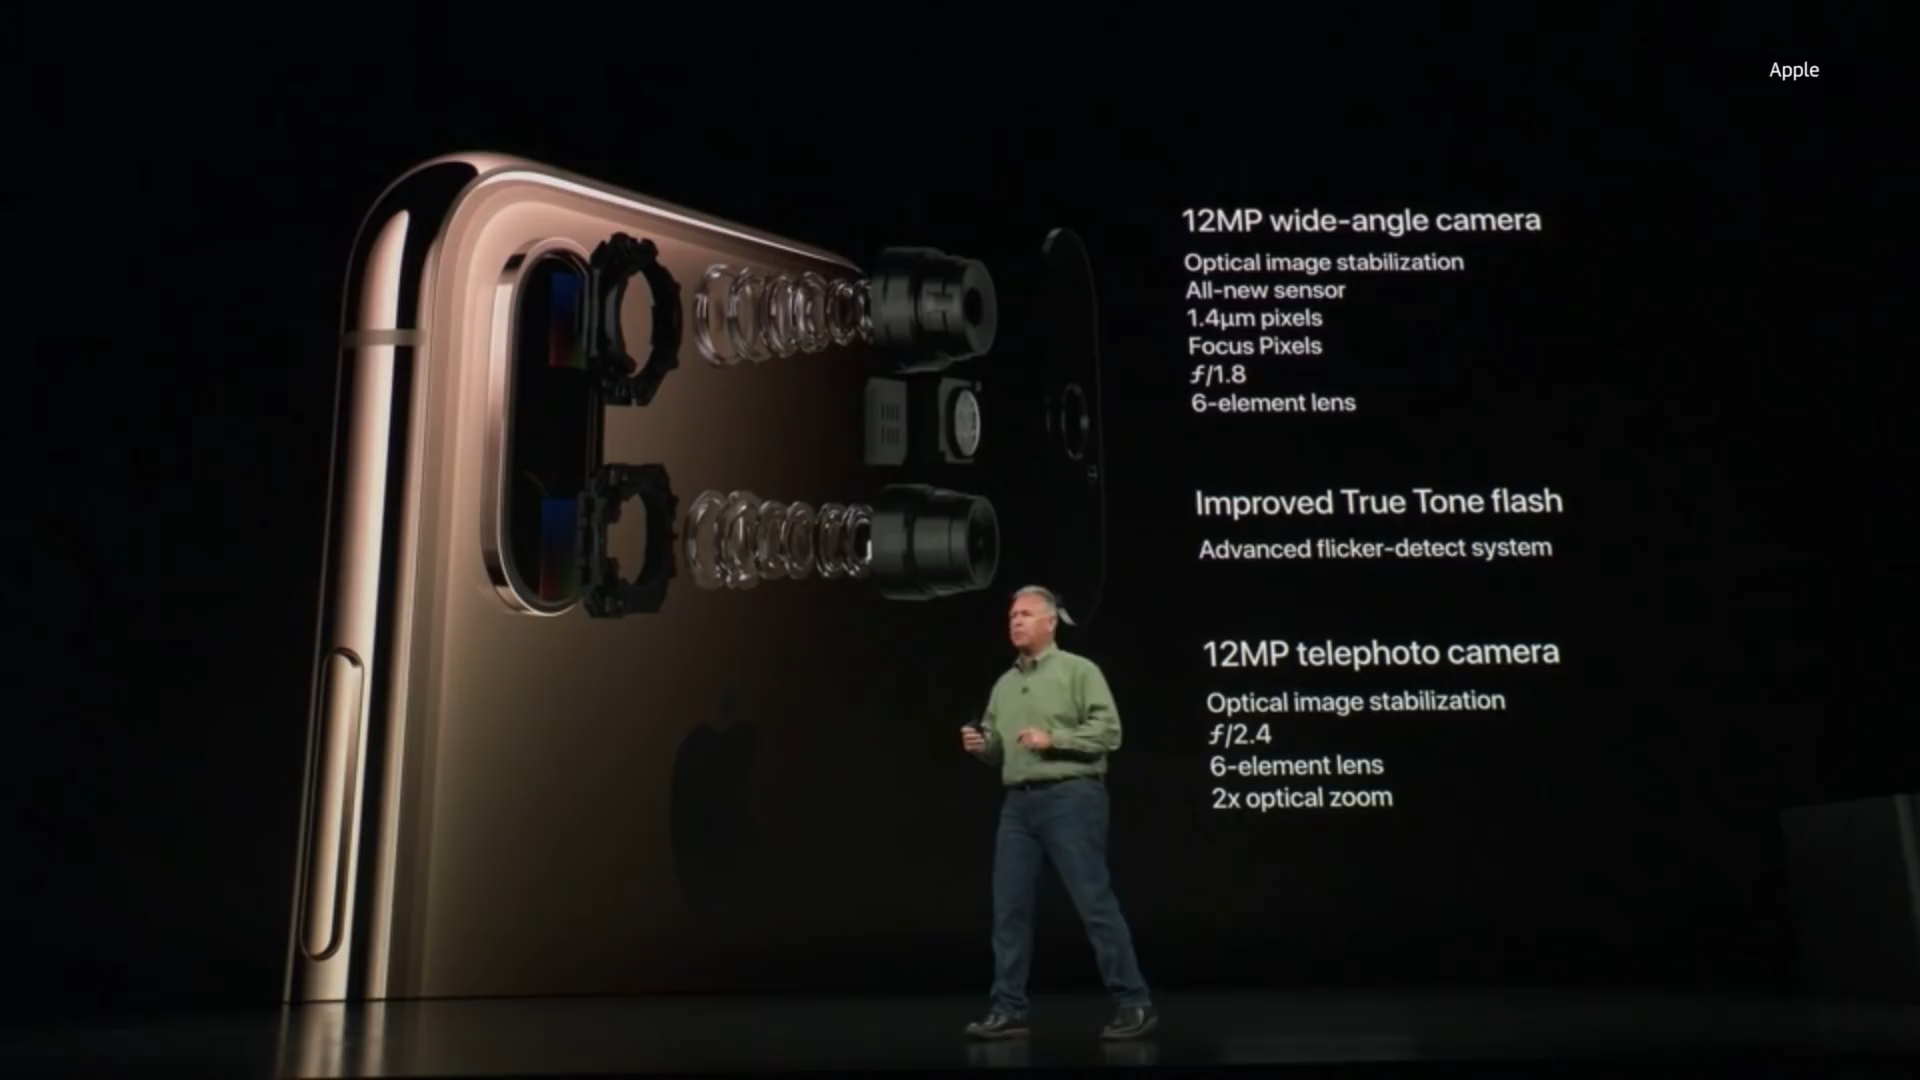 Apple
12MP wide-angle camera
Optical image stabilization
All-new sensor
1.4µm pixels
Focus Pixels
ƒ/1.8
6-element lens
Improved True Tone flash
Advanced flicker-detect system
12MP telephoto camera
Optical image stabilization
ƒ/2.4
6-element lens
2x optical zoom